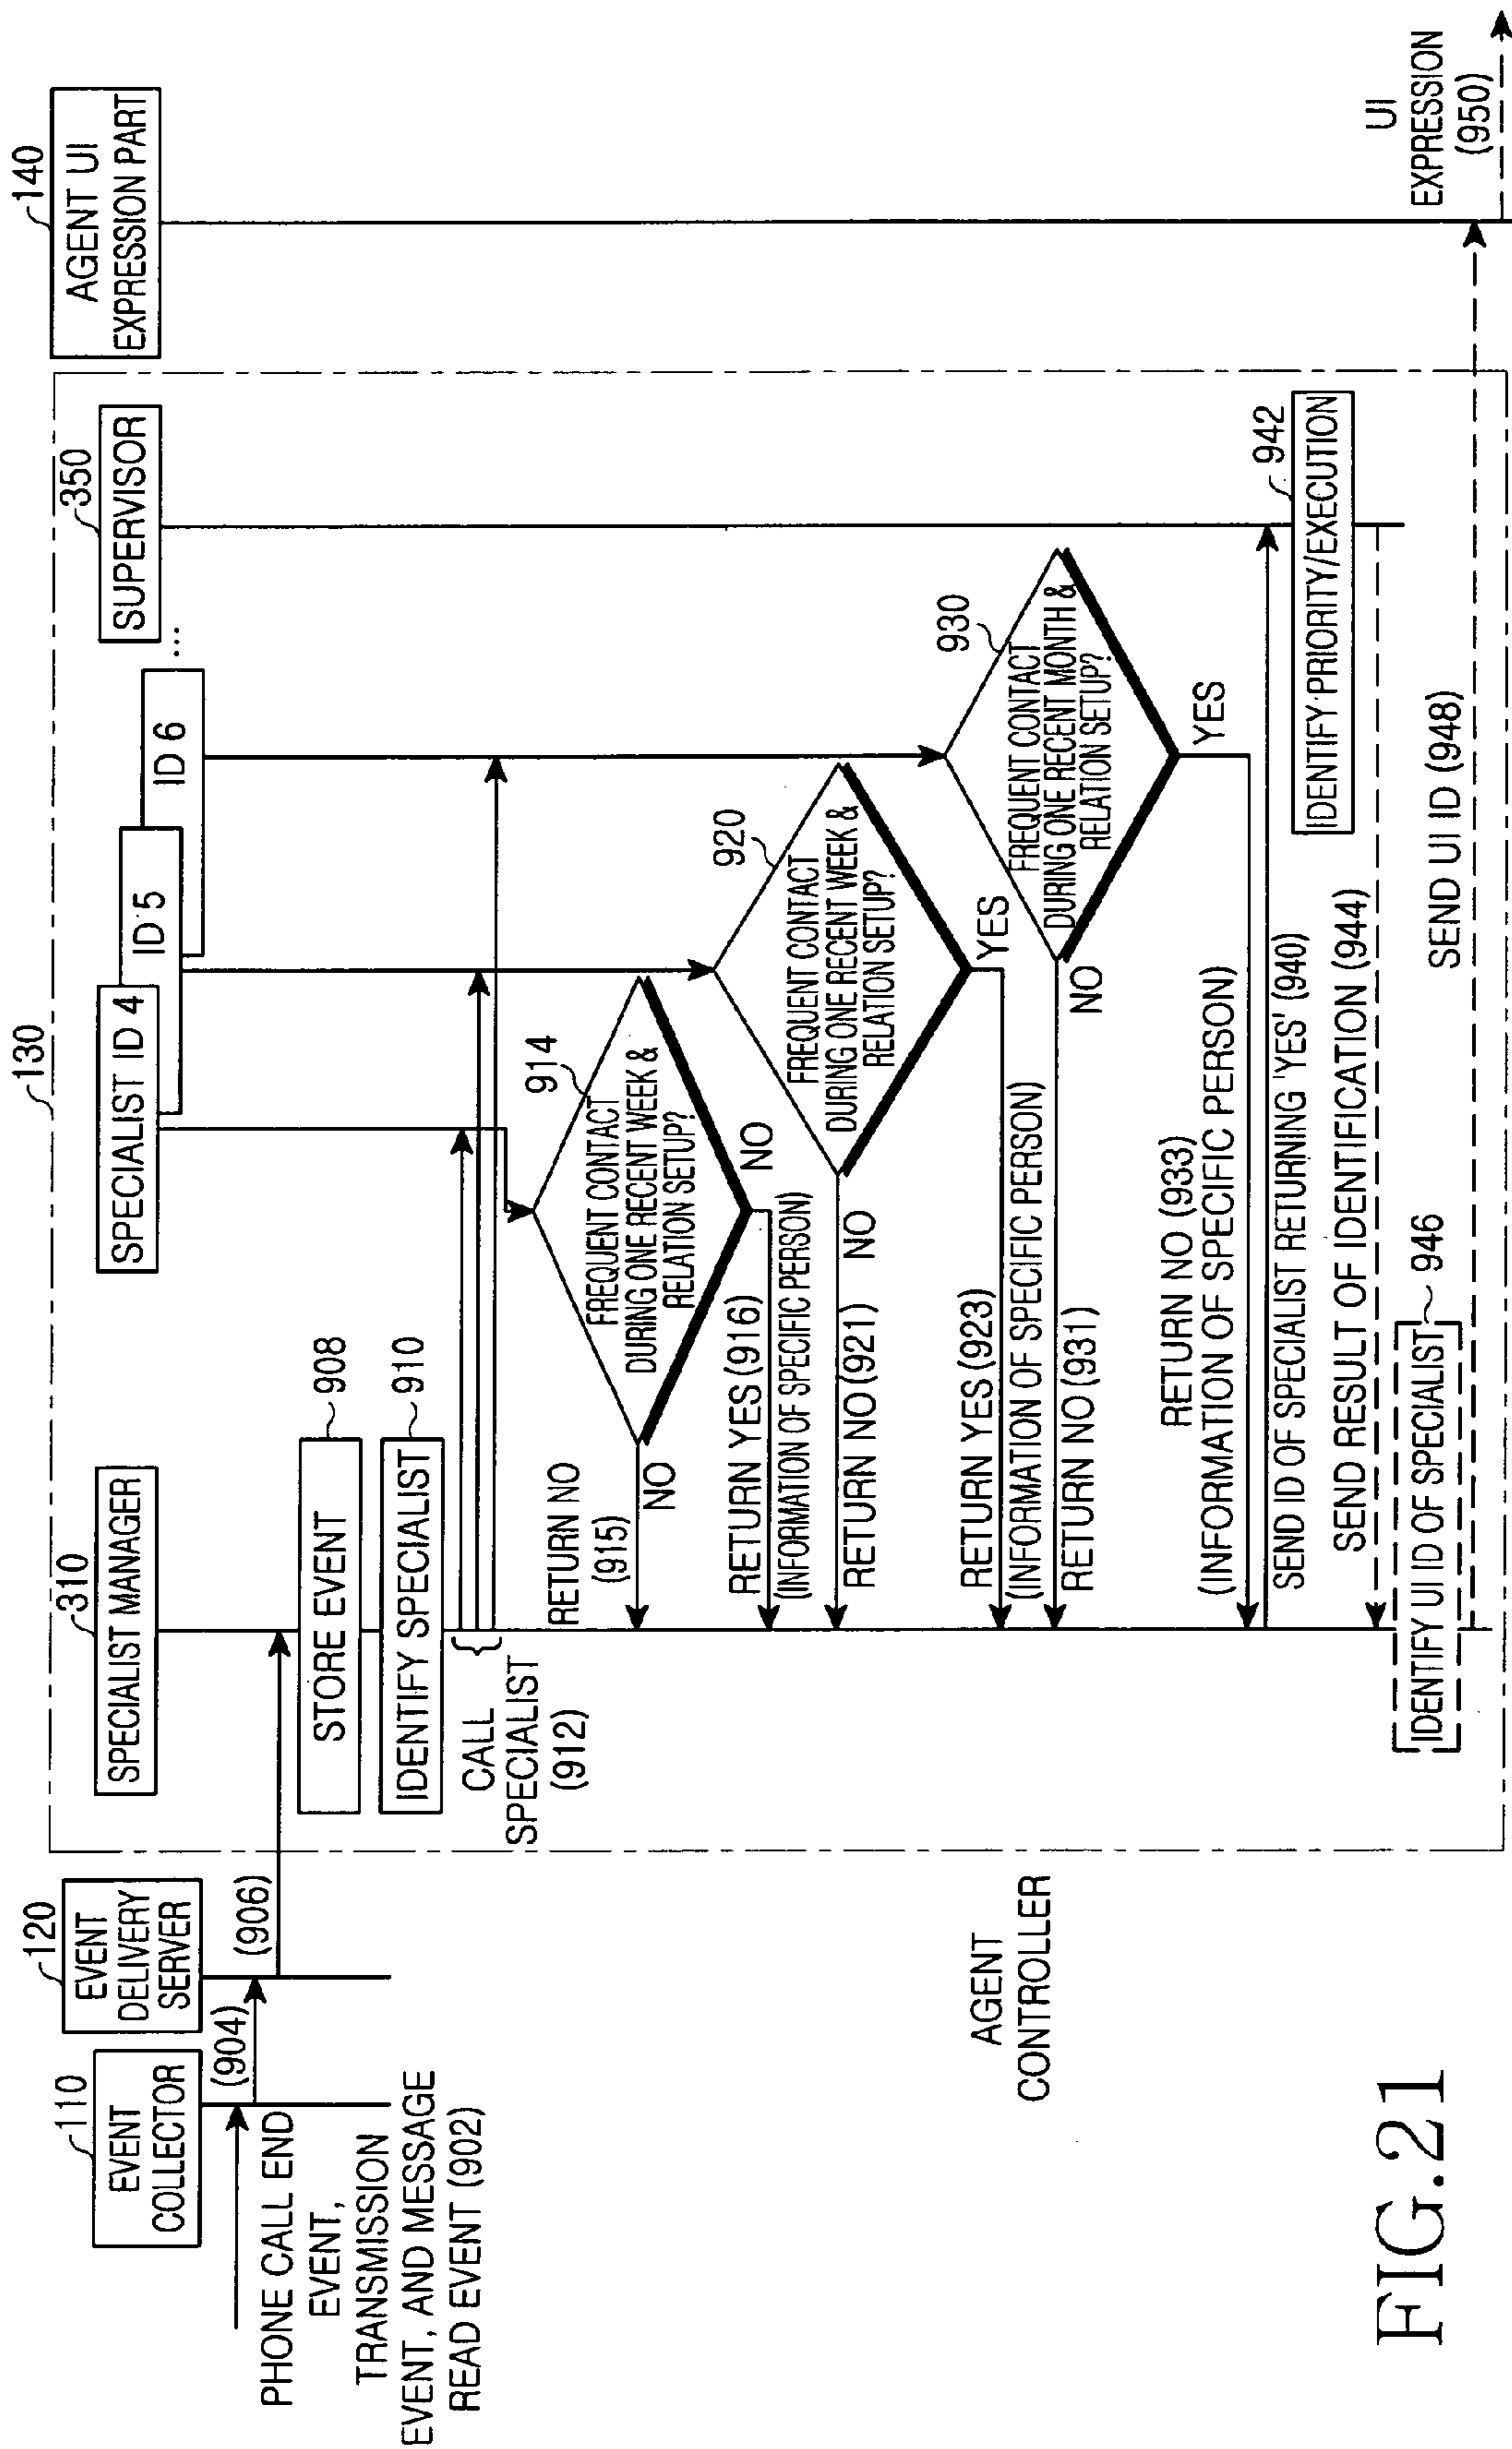 110
EVENT
COLLECTOR
120
EVENT
DELIVERY
SERVER
130
310
SPECIALIST MANAGER
SPECIALIST ID 4
ID 5
ID 6
...
350
SUPERVISOR
140
AGENT UI
EXPRESSION PART
PHONE CALL END
EVENT,
TRANSMISSION
EVENT, AND MESSAGE
READ EVENT (902)
(904)
(906)
STORE EVENT
908
IDENTIFY SPECIALIST
910
CALL
SPECIALIST
(912)
914
FREQUENT CONTACT
DURING ONE RECENT WEEK &
RELATION SETUP?
RETURN NO
(915)
NO
NO
RETURN YES (916)
(INFORMATION OF SPECIFIC PERSON)
920
FREQUENT CONTACT
DURING ONE RECENT WEEK &
RELATION SETUP?
NO
RETURN NO (921)
YES
RETURN YES (923)
(INFORMATION OF SPECIFIC PERSON)
930
FREQUENT CONTACT
DURING ONE RECENT MONTH &
RELATION SETUP?
NO
RETURN NO (931)
YES
RETURN NO (933)
(INFORMATION OF SPECIFIC PERSON)
SEND ID OF SPECIALIST RETURNING 'YES' (940)
942
IDENTIFY PRIORITY/EXECUTION
SEND RESULT OF IDENTIFICATION (944)
IDENTIFY UI ID OF SPECIALIST
946
SEND UI ID (948)
UI
EXPRESSION
(950)
AGENT
CONTROLLER
FIG.21